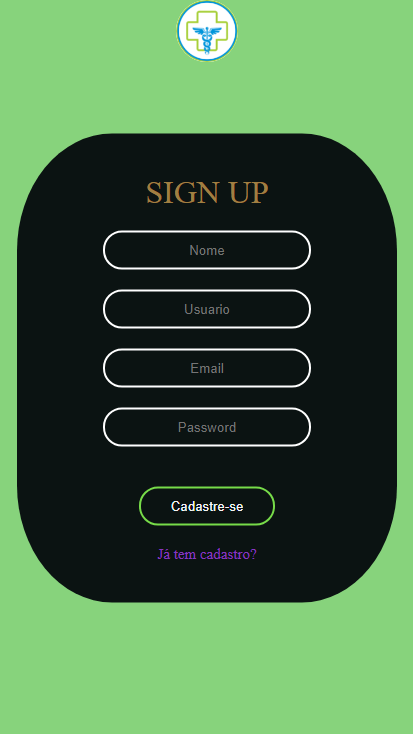 SIGN UP
Nome
Usuario
Email
Password
Cadastre-se
Já tem cadastro?